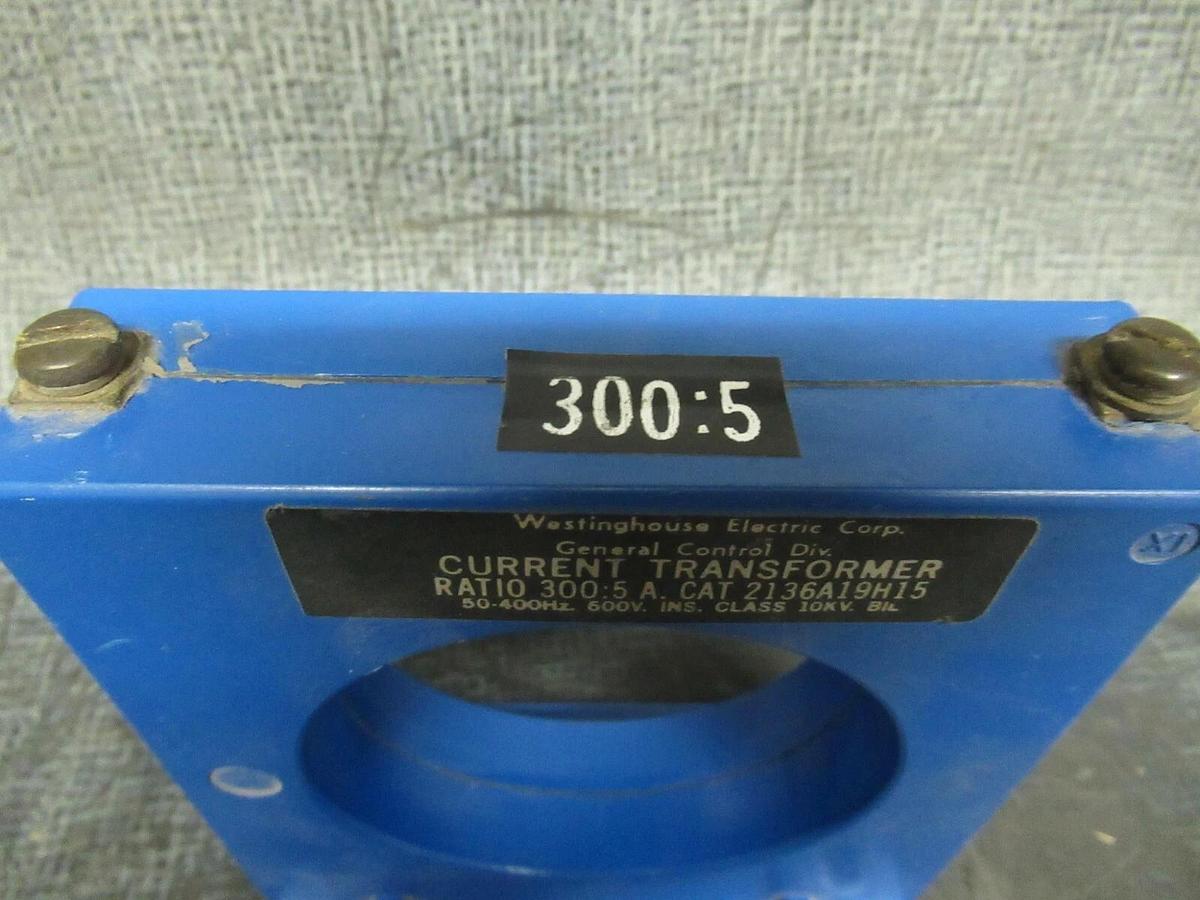 300:5
Westinghouse Electric Corp.
General Control Div.
CURRENT TRANSFORMER
RATIO 300:5 A. CAT 2136A19H15
50-400Hz. 600V. INS. CLASS 10KV. BIL
X1